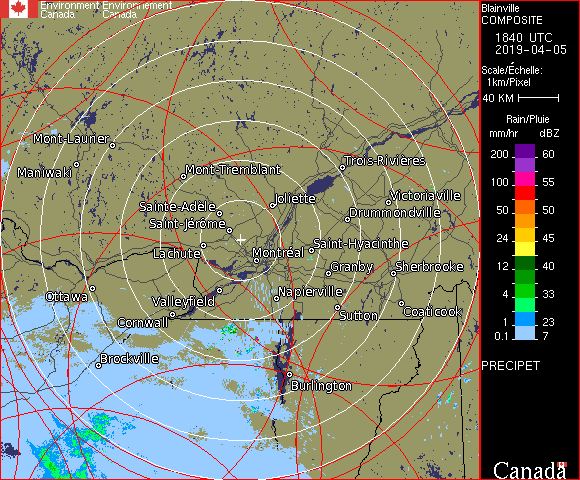 Environment Environnement
Canada Canada
Blainville
COMPOSITE
1840 UTC
2019-04-05
Scale/Échelle:
1km/Pixel
40 KM
Rain/Pluie
mm/hr dBZ
200 60
100 55
50 50
24 45
12 40
4 33
1 23
0.1 7
PRECIPET
Canada
Mont-Laurier
Maniwaki
Mont-Tremblant
Trois-Rivières
Sainte-Adele
Joliette
Victoriaville
Saint-Jérome
Drummondville
Lachute
Montréal
Saint-Hyacinthe
Granby
Sherbrooke
Ottawa
Valleyfield
Napierville
Cornwall
Sutton
Coaticook
Brockville
Burlington